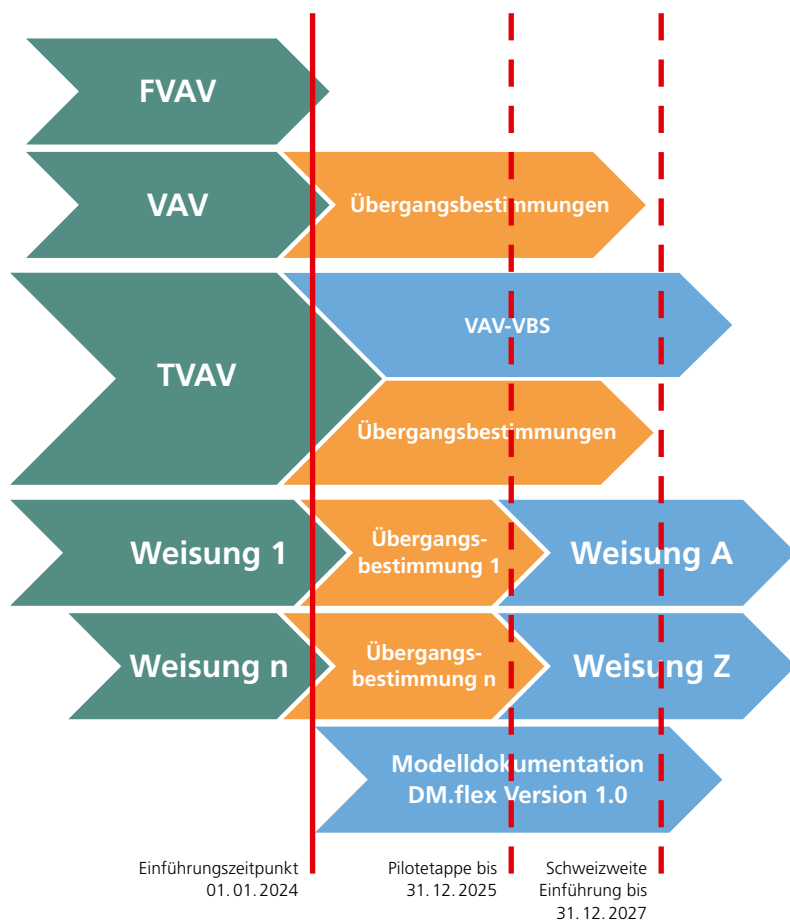 FVAV
VAV
Übergangsbestimmungen
TVAV
VAV-VBS
Übergangsbestimmungen
Weisung 1
Übergangs-
bestimmung 1
Weisung A
Weisung n
Übergangs-
bestimmung n
Weisung Z
Modelldokumentation
DM.flex Version 1.0
Einführungszeitpunkt
01.01.2024
Pilotetappe bis
31.12.2025
Schweizweite
Einführung bis
31.12.2027